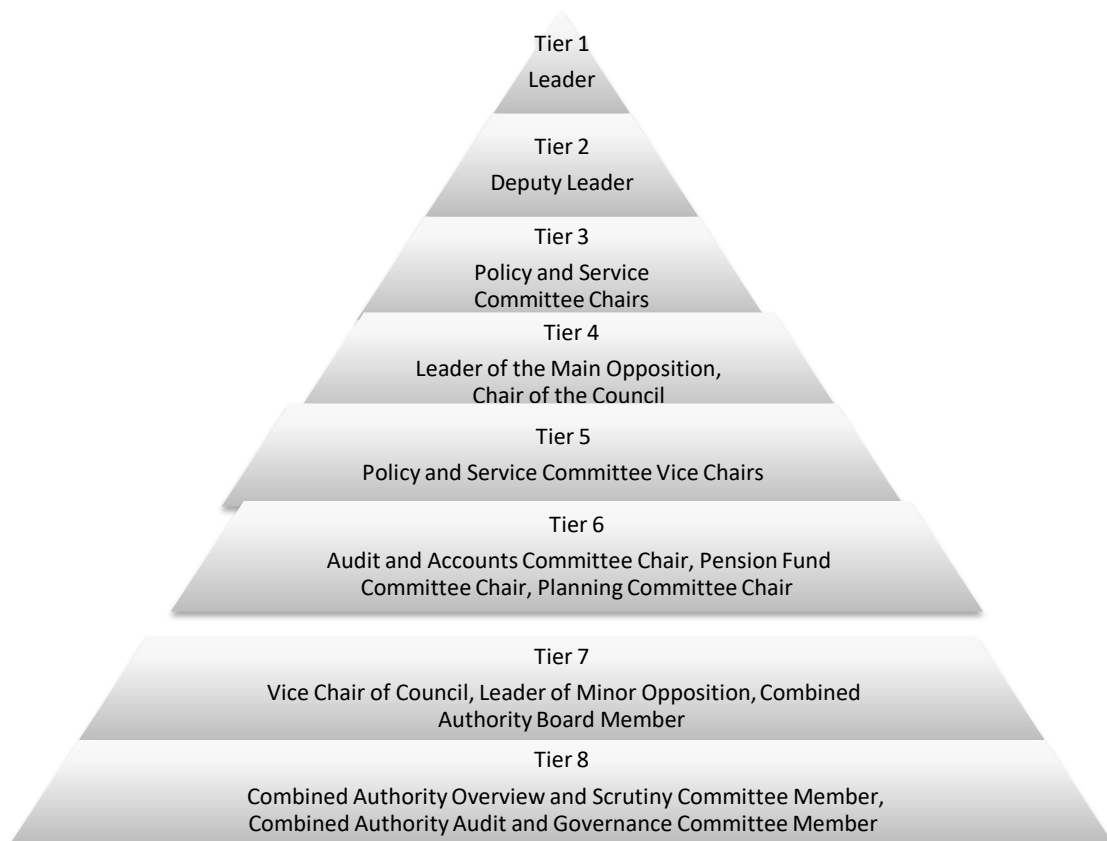 Tier 1
Leader
Tier 2
Deputy Leader
Tier 3
Policy and Service
Committee Chairs
Tier 4
Leader of the Main Opposition,
Chair of the Council
Tier 5
Policy and Service Committee Vice Chairs
Tier 6
Audit and Accounts Committee Chair, Pension Fund
Committee Chair, Planning Committee Chair
Tier 7
Vice Chair of Council, Leader of Minor Opposition, Combined
Authority Board Member
Tier 8
Combined Authority Overview and Scrutiny Committee Member,
Combined Authority Audit and Governance Committee Member